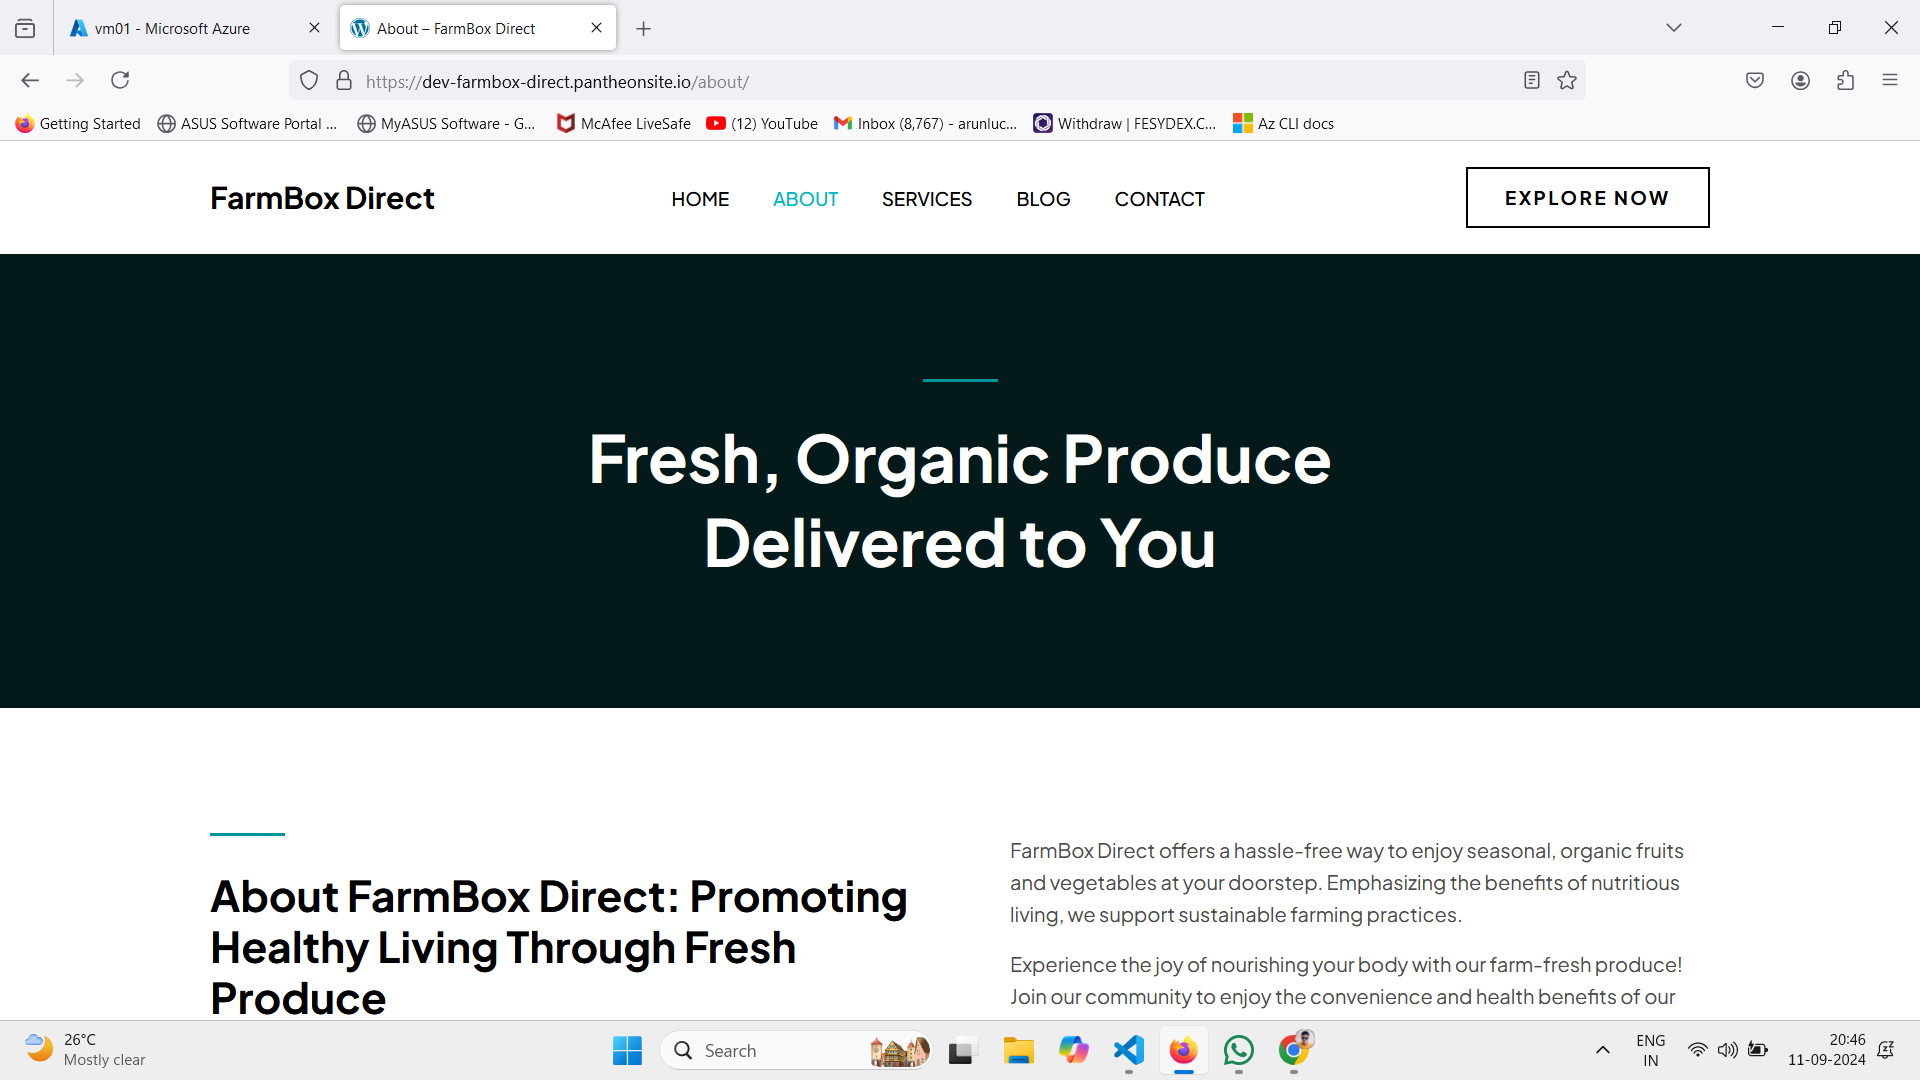 vm01 - Microsoft Azure
About – FarmBox Direct
https://dev-farmbox-direct.pantheonsite.io/about/
Getting Started
ASUS Software Portal ...
MyASUS Software - G...
McAfee LiveSafe
(12) YouTube
Inbox (8,767) - arunluc...
Withdraw | FESYDEX.C...
Az CLI docs
FarmBox Direct
HOME
ABOUT
SERVICES
BLOG
CONTACT
EXPLORE NOW
Fresh, Organic Produce
Delivered to You
About FarmBox Direct: Promoting
Healthy Living Through Fresh
Produce
FarmBox Direct offers a hassle-free way to enjoy seasonal, organic fruits
and vegetables at your doorstep. Emphasizing the benefits of nutritious
living, we support sustainable farming practices.
Experience the joy of nourishing your body with our farm-fresh produce!
Join our community to enjoy the convenience and health benefits of our
26°C
Mostly clear
Search
ENG
IN
20:46
11-09-2024